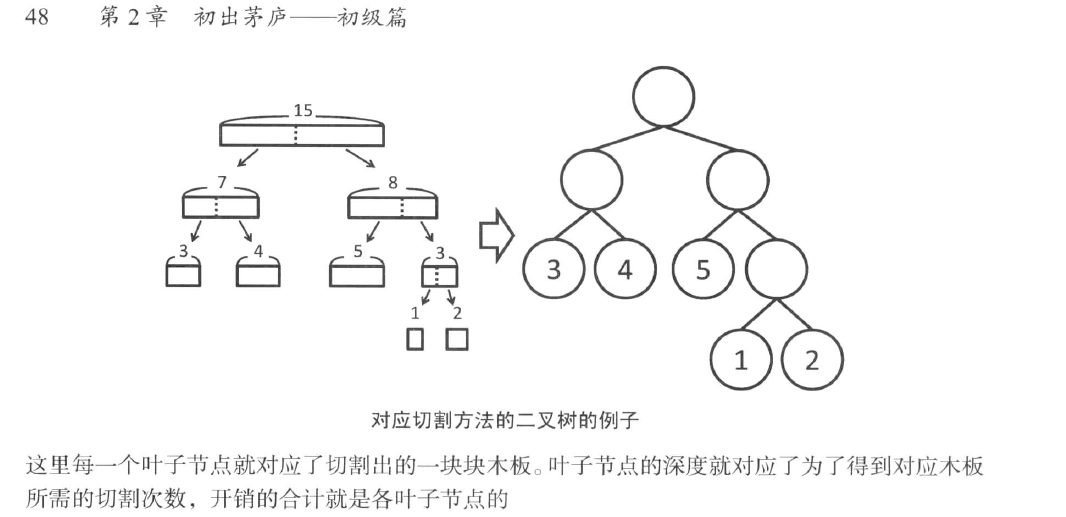 48 第2章 初出茅庐——初级篇
15
7 8
3 4 5 3
1 2
3 4 5
1 2
对应切割方法的二叉树的例子
这里每一个叶子节点就对应了切割出的一块块木板。叶子节点的深度就对应了为了得到对应木板
所需的切割次数，开销的合计就是各叶子节点的